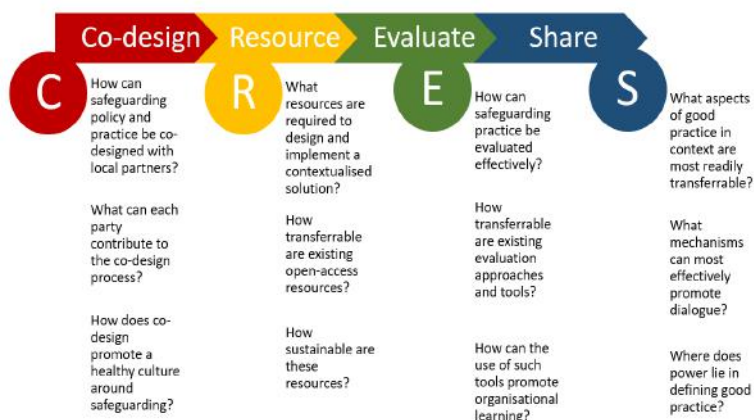 Co-design
Resource
Evaluate
Share
C
How can
safeguarding
policy and
practice be co-
designed with
local partners?
What can each
party
contribute to
the co-design
process?
How does co-
design
promote a
healthy culture
around
safeguarding?
R
What
resources are
required to
design and
implement a
contextualised
solution?
How
transferrable
are existing
open-access
resources?
How
sustainable are
these
resources?
E
How can
safeguarding
practice be
evaluated
effectively?
How
transferrable
are existing
evaluation
approaches
and tools?
How can the
use of such
tools promote
organisational
learning?
S
What aspects
of good
practice in
context are
most readily
transferrable?
What
mechanisms
can most
effectively
promote
dialogue?
Where does
power lie in
defining good
practice?